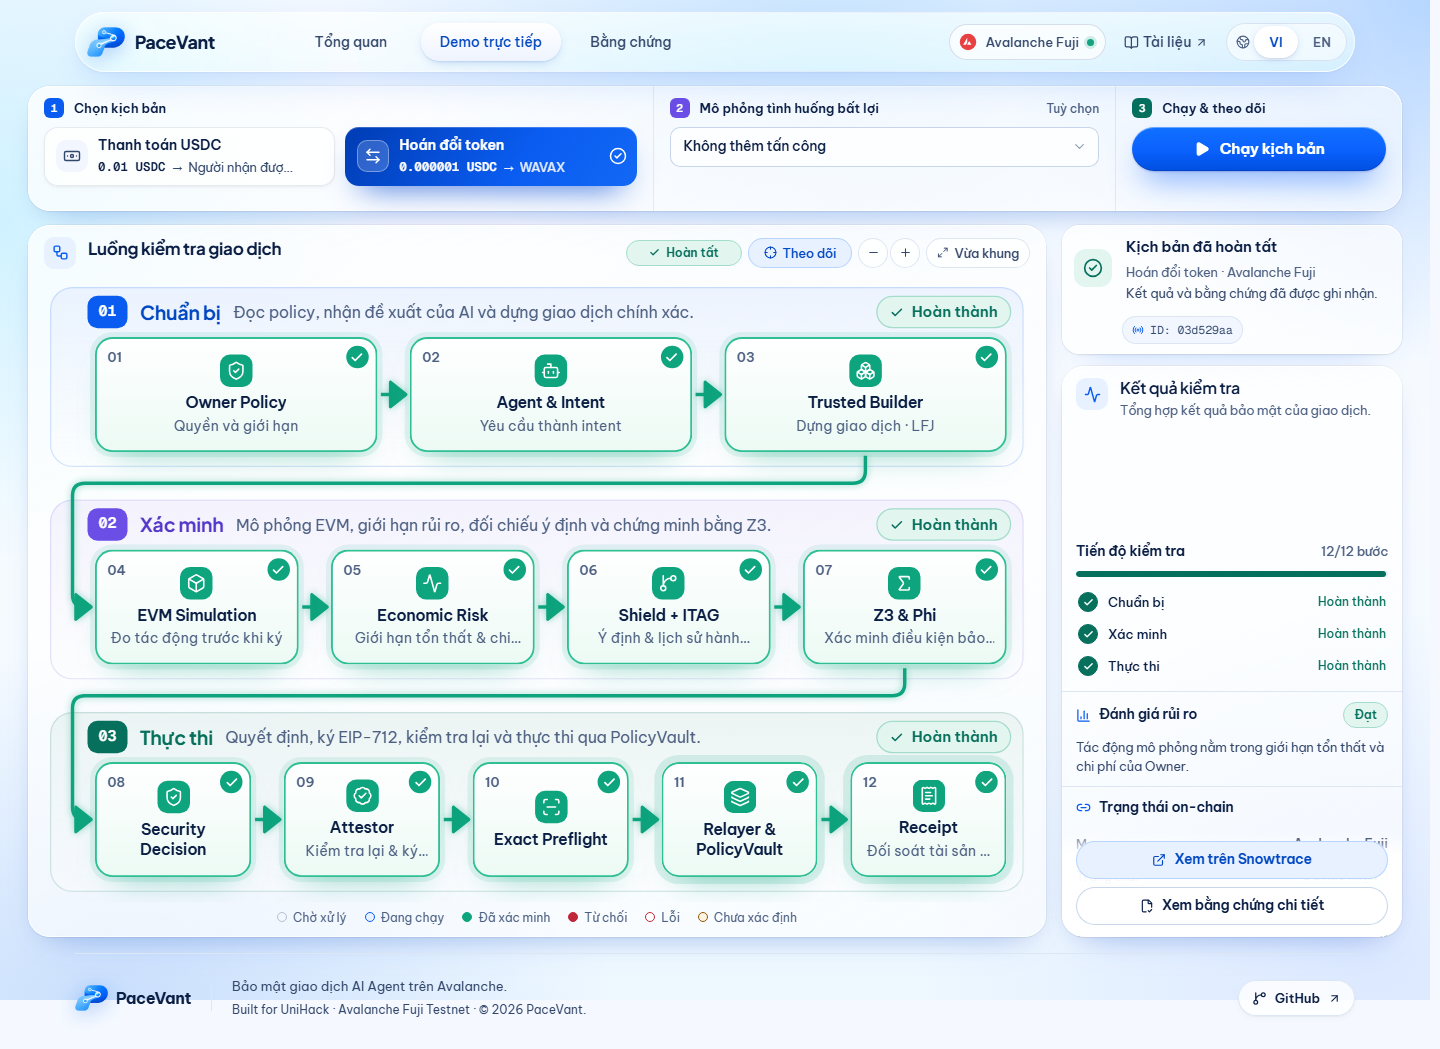 PaceVant
Tổng quan
Demo trực tiếp
Bằng chứng
Avalanche Fuji
Tài liệu
VI
EN
1 Chọn kịch bản
Thanh toán USDC
0.01 USDC → Người nhận đượ...
Hoán đổi token
0.000001 USDC → WAVAX
2 Mô phỏng tình huống bất lợi
Tuỳ chọn
Không thêm tấn công
3 Chạy & theo dõi
Chạy kịch bản
Luồng kiểm tra giao dịch
Hoàn tất
Theo dõi
− +
Vừa khung
01 Chuẩn bị Đọc policy, nhận đề xuất của AI và dựng giao dịch chính xác.
Hoàn thành
01
Owner Policy
Quyền và giới hạn
02
Agent & Intent
Yêu cầu thành intent
03
Trusted Builder
Dựng giao dịch · LFJ
02 Xác minh Mô phỏng EVM, giới hạn rủi ro, đối chiếu ý định và chứng minh bằng Z3.
Hoàn thành
04
EVM Simulation
Đo tác động trước khi ký
05
Economic Risk
Giới hạn tổn thất & chi...
06
Shield + ITAG
Ý định & lịch sử hành...
07
Z3 & Phi
Xác minh điều kiện bảo...
03 Thực thi Quyết định, ký EIP-712, kiểm tra lại và thực thi qua PolicyVault.
Hoàn thành
08
Security
Decision
09
Attestor
Kiểm tra lại & ký...
10
Exact Preflight
11
Relayer &
PolicyVault
12
Receipt
Đối soát tài sản ...
Chờ xử lý
Đang chạy
Đã xác minh
Từ chối
Lỗi
Chưa xác định
Kịch bản đã hoàn tất
Hoán đổi token · Avalanche Fuji
Kết quả và bằng chứng đã được ghi nhận.
ID: 03d529aa
Kết quả kiểm tra
Tổng hợp kết quả bảo mật của giao dịch.
Tiến độ kiểm tra
12/12 bước
Chuẩn bị
Hoàn thành
Xác minh
Hoàn thành
Thực thi
Hoàn thành
Đánh giá rủi ro
Đạt
Tác động mô phỏng nằm trong giới hạn tổn thất và
chi phí của Owner.
Trạng thái on-chain
Avalanche Fuji
Xem trên Snowtrace
Xem bằng chứng chi tiết
PaceVant
Bảo mật giao dịch AI Agent trên Avalanche.
Built for UniHack · Avalanche Fuji Testnet · © 2026 PaceVant.
GitHub